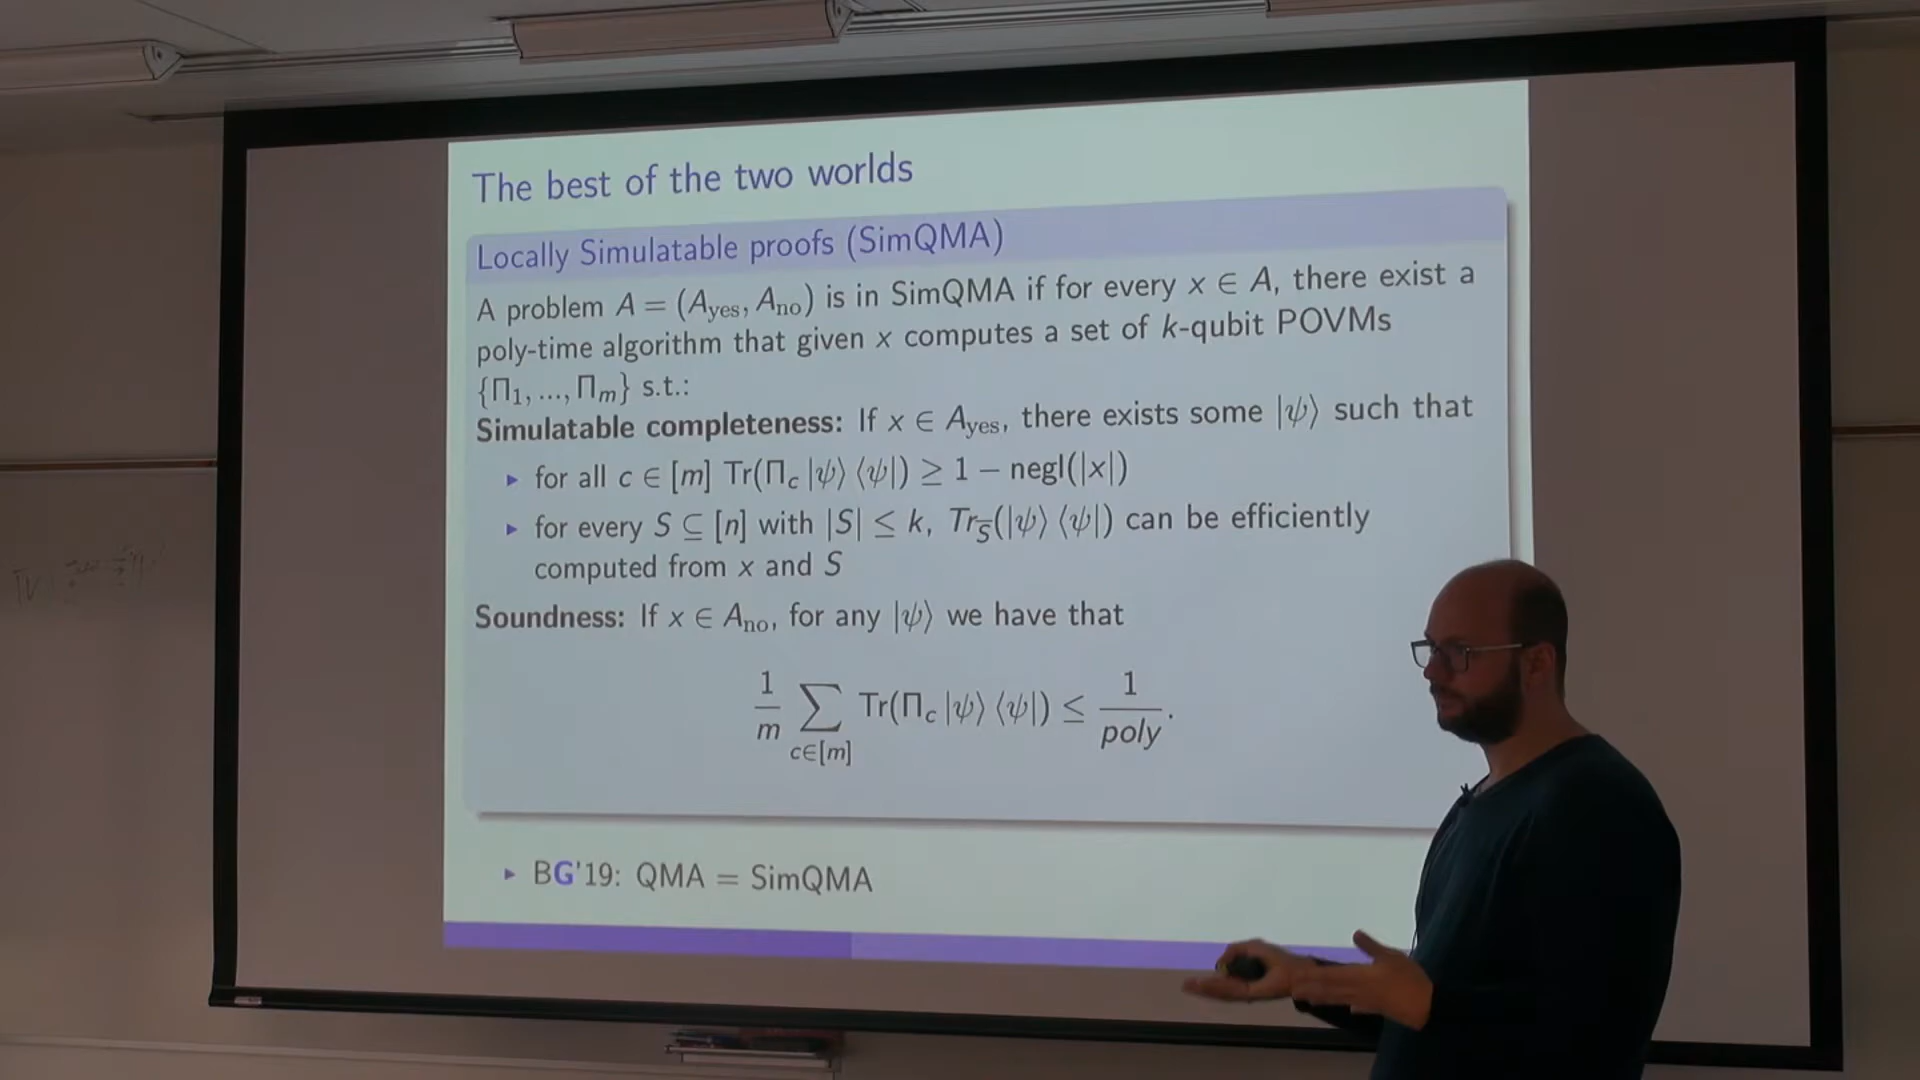 The best of the two worlds
Locally Simulatable proofs (SimQMA)
A problem A = (A_yes, A_no) is in SimQMA if for every x ∈ A, there exist a
poly-time algorithm that given x computes a set of k-qubit POVMs
{Π_1, ..., Π_m} s.t.:
Simulatable completeness: If x ∈ A_yes, there exists some |ψ⟩ such that
▸ for all c ∈ [m] Tr(Π_c |ψ⟩ ⟨ψ|) ≥ 1 − negl(|x|)
▸ for every S ⊆ [n] with |S| ≤ k, Tr_S̅(|ψ⟩ ⟨ψ|) can be efficiently
computed from x and S
Soundness: If x ∈ A_no, for any |ψ⟩ we have that
1/m ∑_{c∈[m]} Tr(Π_c |ψ⟩ ⟨ψ|) ≤ 1/poly.
▸ BG'19: QMA = SimQMA